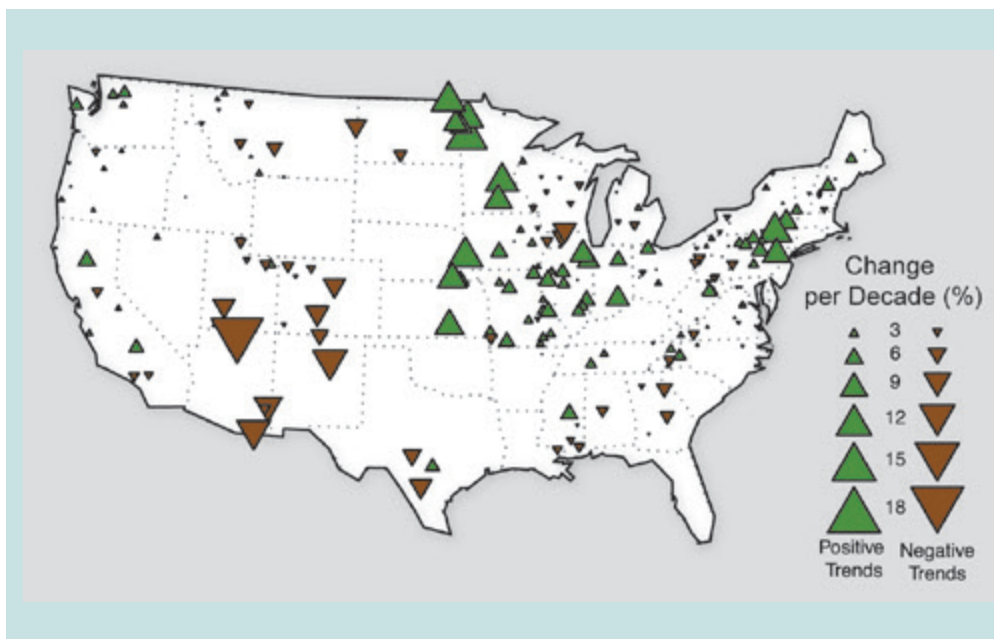 Change
per Decade (%)
3
6
9
12
15
18
Positive Negative
Trends Trends